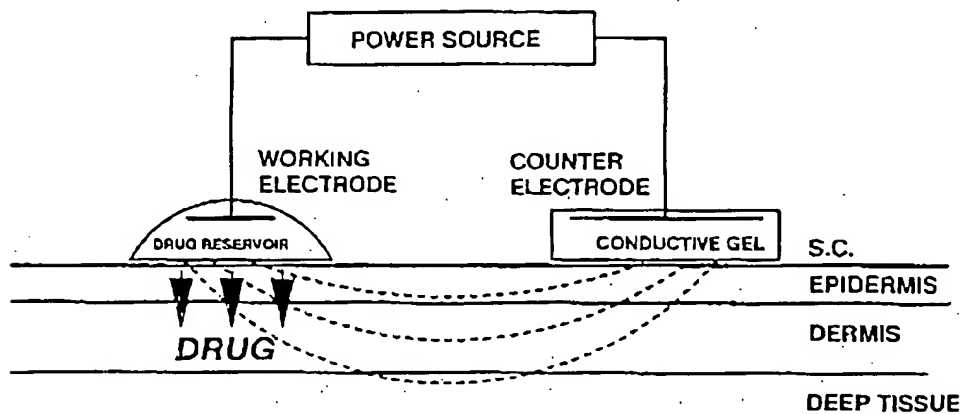 POWER SOURCE
WORKING
ELECTRODE
COUNTER
ELECTRODE
DRUG RESERVOIR
CONDUCTIVE GEL
S.C.
EPIDERMIS
DRUG
DERMIS
DEEP TISSUE